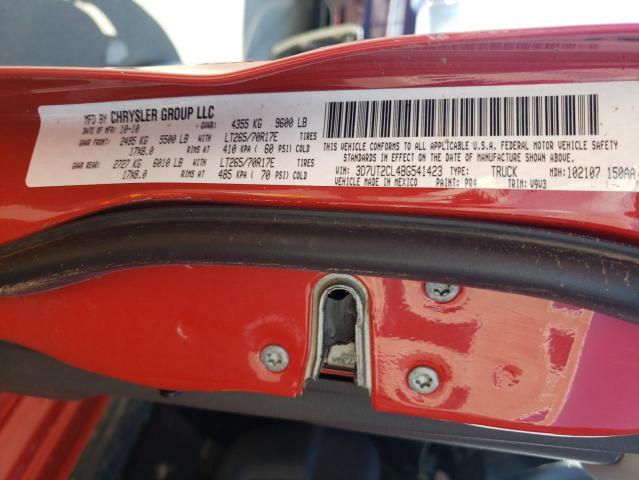 MFD BY CHRYSLER GROUP LLC
DATE OF MFR 10-10 GVWR: 4355 KG 9600 LB
GAWR FRONT: 2495 KG 5500 LB WITH LT265/70R17E TIRES
17X8.0 RIMS AT 410 KPA ( 60 PSI) COLD
GAWR REAR: 2727 KG 6010 LB WITH LT265/70R17E TIRES
17X8.0 RIMS AT 485 KPA ( 70 PSI) COLD
THIS VEHICLE CONFORMS TO ALL APPLICABLE U.S.A. FEDERAL MOTOR VEHICLE SAFETY
STANDARDS IN EFFECT ON THE DATE OF MANUFACTURE SHOWN ABOVE.
VIN: 3D7UT2CL4BG541423 TYPE: TRUCK MDH: 102107 150AA
VEHICLE MADE IN MEXICO PAINT: PR4 TRIM: V9V3